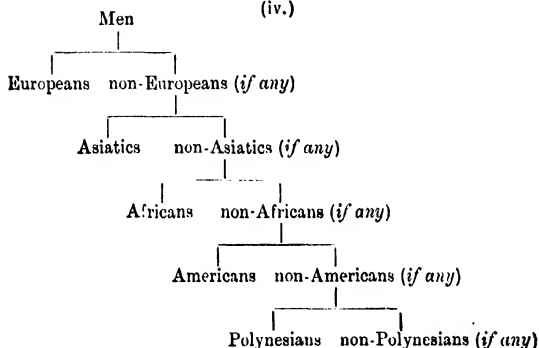 (iv.)
Men
Europeans non-Europeans (if any)
Asiatics non-Asiatics (if any)
Africans non-Africans (if any)
Americans non-Americans (if any)
Polynesians non-Polynesians (if any)